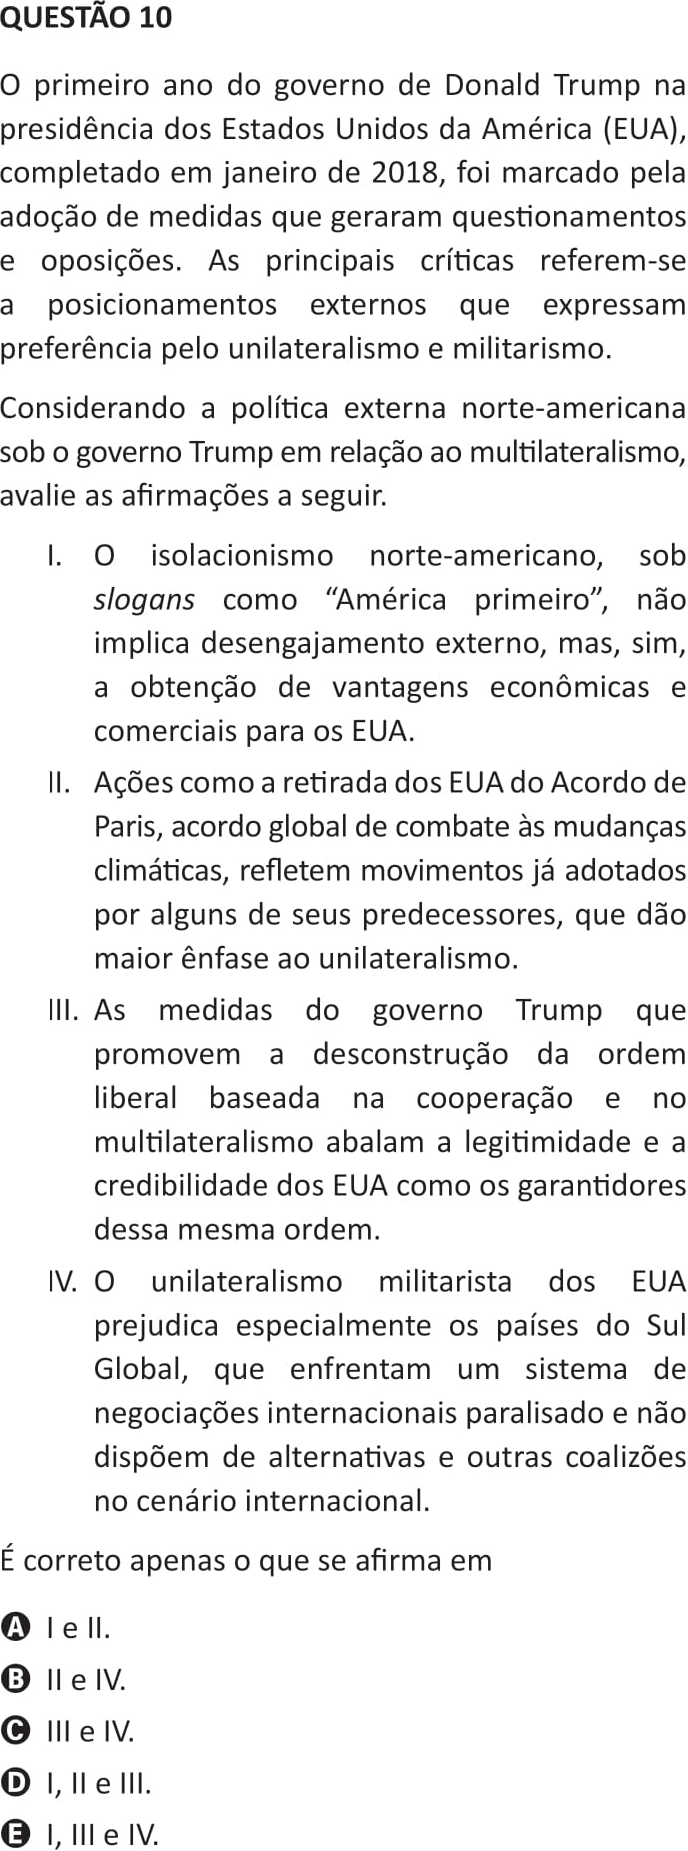 QUESTÃO 10
O primeiro ano do governo de Donald Trump na
presidência dos Estados Unidos da América (EUA),
completado em janeiro de 2018, foi marcado pela
adoção de medidas que geraram questionamentos
e oposições. As principais críticas referem-se
a posicionamentos externos que expressam
preferência pelo unilateralismo e militarismo.
Considerando a política externa norte-americana
sob o governo Trump em relação ao multilateralismo,
avalie as afirmações a seguir.
I. O isolacionismo norte-americano, sob
slogans como “América primeiro”, não
implica desengajamento externo, mas, sim,
a obtenção de vantagens econômicas e
comerciais para os EUA.
II. Ações como a retirada dos EUA do Acordo de
Paris, acordo global de combate às mudanças
climáticas, refletem movimentos já adotados
por alguns de seus predecessores, que dão
maior ênfase ao unilateralismo.
III. As medidas do governo Trump que
promovem a desconstrução da ordem
liberal baseada na cooperação e no
multilateralismo abalam a legitimidade e a
credibilidade dos EUA como os garantidores
dessa mesma ordem.
IV. O unilateralismo militarista dos EUA
prejudica especialmente os países do Sul
Global, que enfrentam um sistema de
negociações internacionais paralisado e não
dispõem de alternativas e outras coalizões
no cenário internacional.
É correto apenas o que se afirma em
A I e II.
B II e IV.
C III e IV.
D I, II e III.
E I, III e IV.